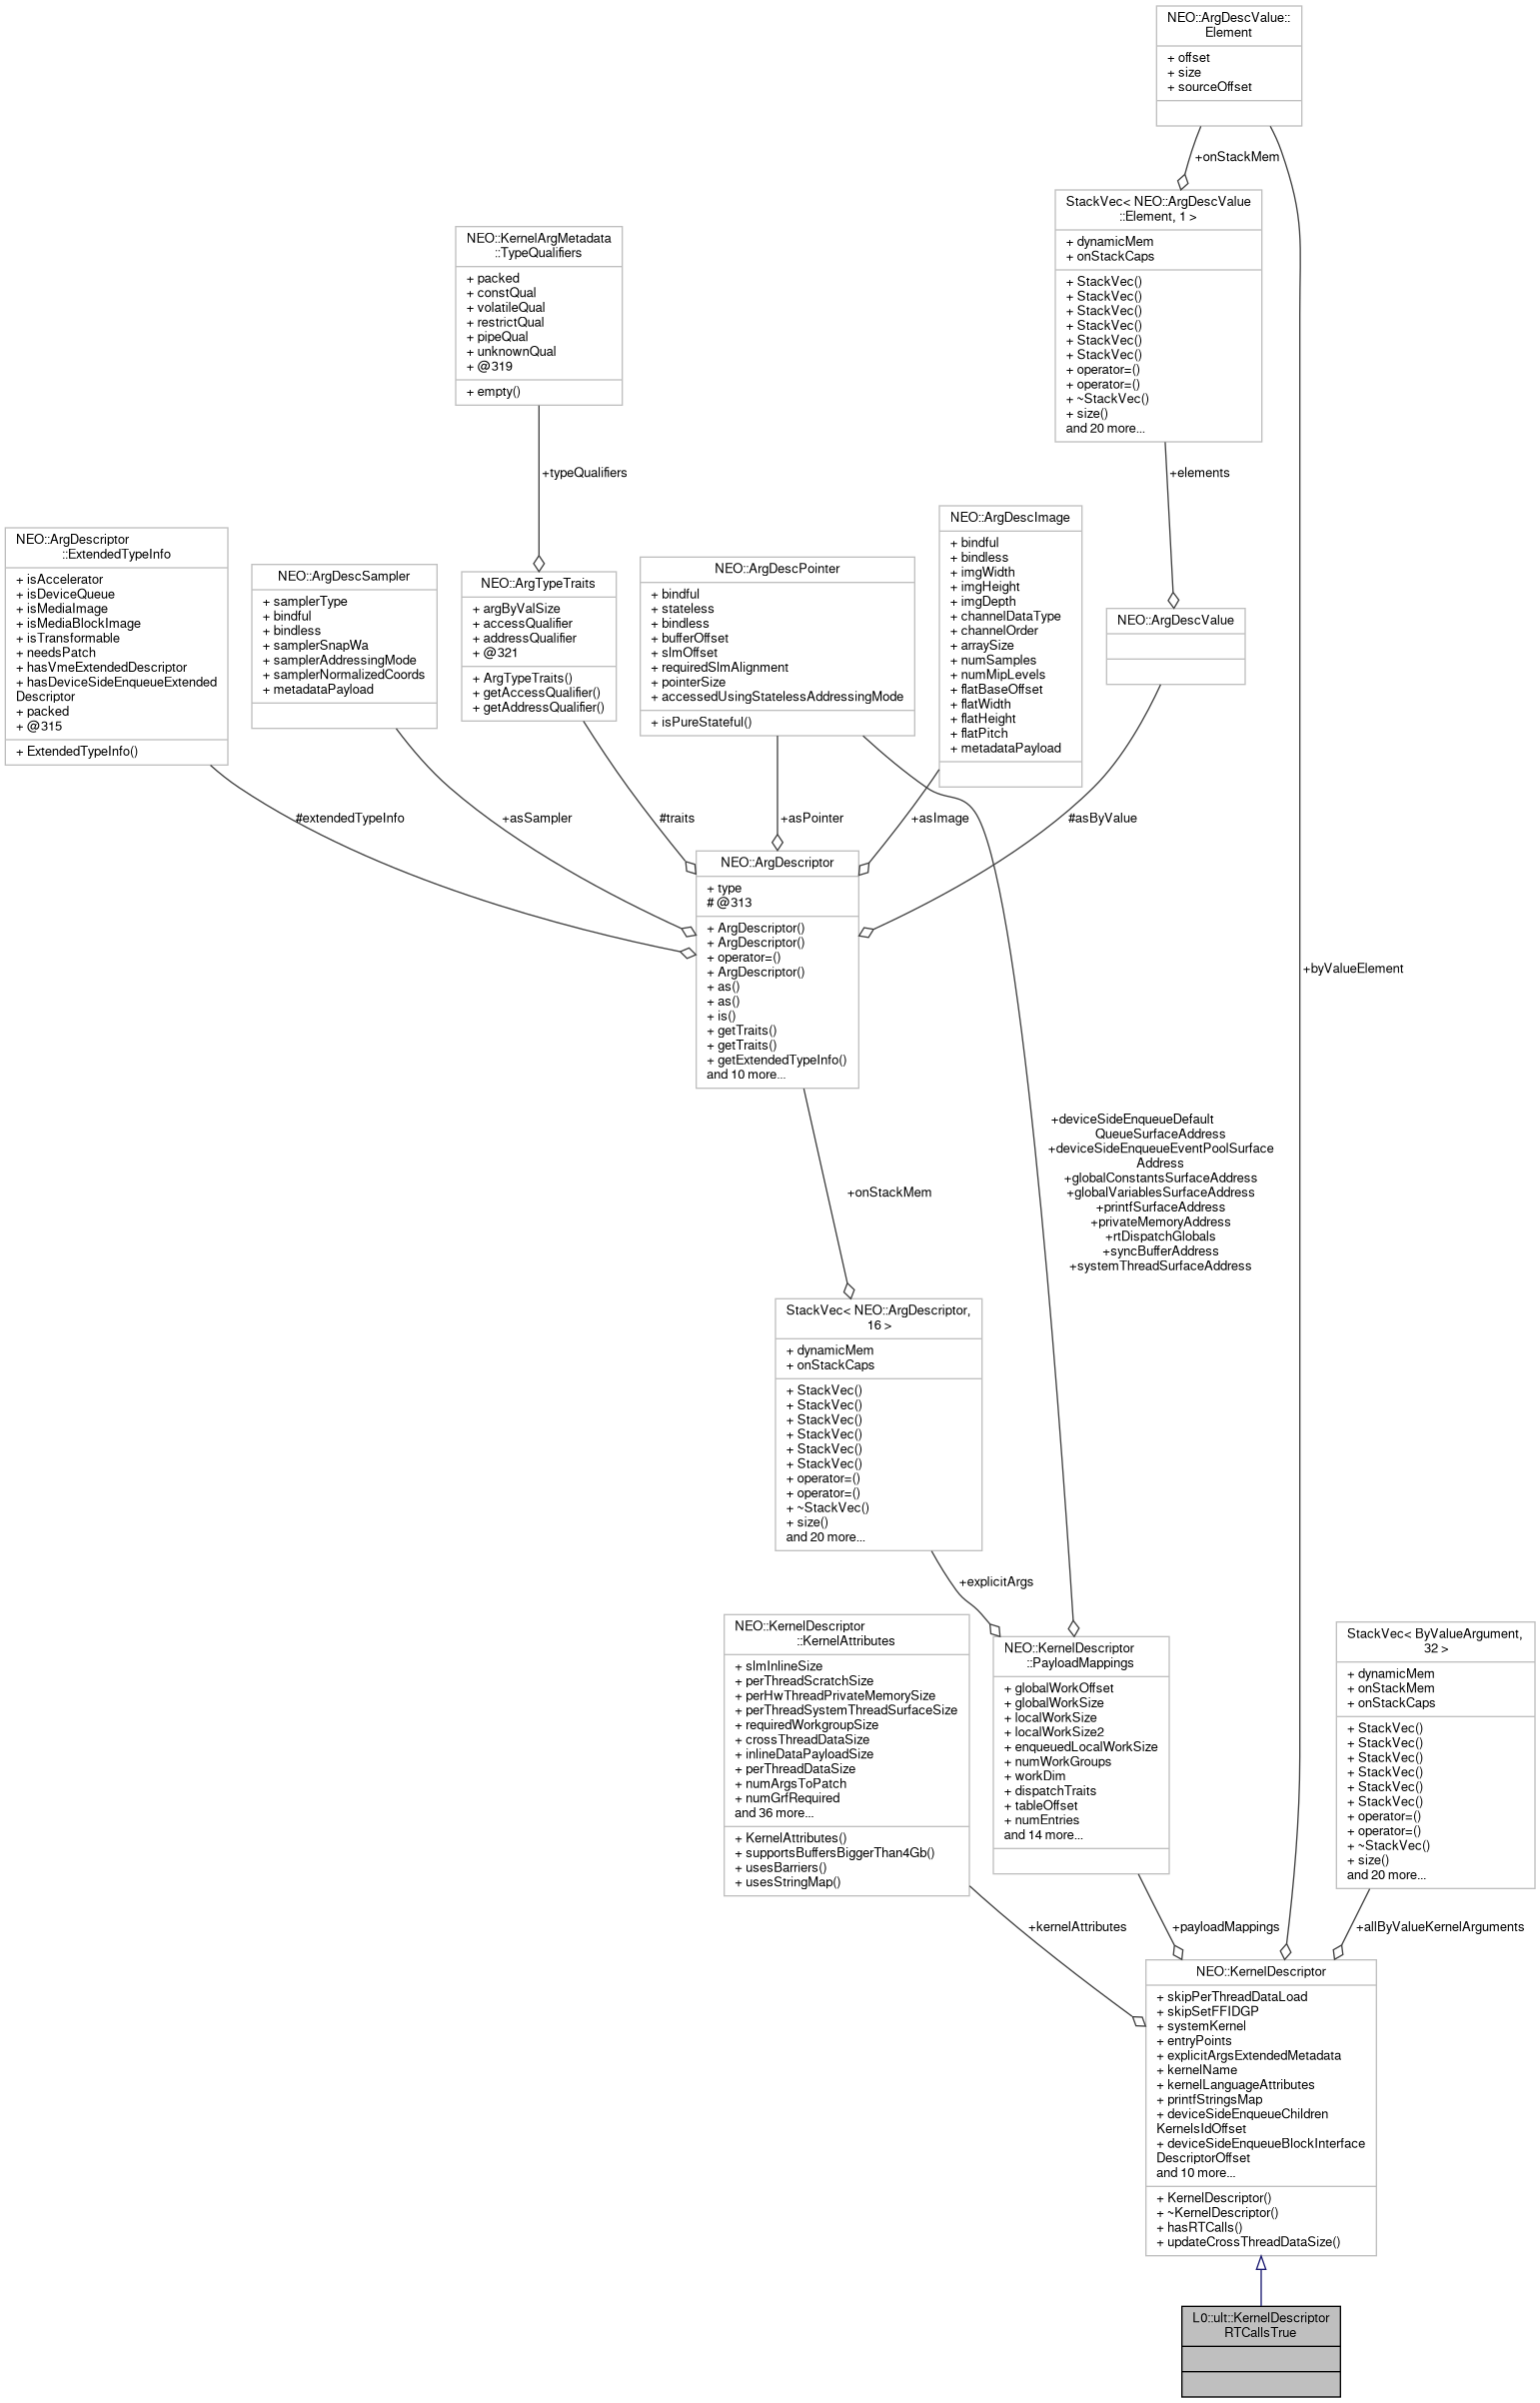 NEO::ArgDescValue::
Element
+ offset
+ size
+ sourceOffset
+onStackMem
StackVec< NEO::ArgDescValue
::Element, 1 >
+ dynamicMem
+ onStackCaps
+ StackVec()
+ StackVec()
+ StackVec()
+ StackVec()
+ StackVec()
+ StackVec()
+ operator=()
+ operator=()
+ ~StackVec()
+ size()
and 20 more...
NEO::KernelArgMetadata
::TypeQualifiers
+ packed
+ constQual
+ volatileQual
+ restrictQual
+ pipeQual
+ unknownQual
+ @319
+ empty()
+typeQualifiers
+elements
NEO::ArgDescriptor
::ExtendedTypeInfo
+ isAccelerator
+ isDeviceQueue
+ isMediaImage
+ isMediaBlockImage
+ isTransformable
+ needsPatch
+ hasVmeExtendedDescriptor
+ hasDeviceSideEnqueueExtended
Descriptor
+ packed
+ @315
+ ExtendedTypeInfo()
NEO::ArgDescSampler
+ samplerType
+ bindful
+ bindless
+ samplerSnapWa
+ samplerAddressingMode
+ samplerNormalizedCoords
+ metadataPayload
NEO::ArgTypeTraits
+ argByValSize
+ accessQualifier
+ addressQualifier
+ @321
+ ArgTypeTraits()
+ getAccessQualifier()
+ getAddressQualifier()
NEO::ArgDescPointer
+ bindful
+ stateless
+ bindless
+ bufferOffset
+ slmOffset
+ requiredSlmAlignment
+ pointerSize
+ accessedUsingStatelessAddressingMode
+ isPureStateful()
NEO::ArgDescImage
+ bindful
+ bindless
+ imgWidth
+ imgHeight
+ imgDepth
+ channelDataType
+ channelOrder
+ arraySize
+ numSamples
+ numMipLevels
+ flatBaseOffset
+ flatWidth
+ flatHeight
+ flatPitch
+ metadataPayload
NEO::ArgDescValue
#extendedTypeInfo
+asSampler
#traits
+asPointer
+asImage
#asByValue
NEO::ArgDescriptor
+ type
# @313
+ ArgDescriptor()
+ ArgDescriptor()
+ operator=()
+ ArgDescriptor()
+ as()
+ as()
+ is()
+ getTraits()
+ getTraits()
+ getExtendedTypeInfo()
and 10 more...
+byValueElement
+onStackMem
+deviceSideEnqueueDefault
QueueSurfaceAddress
+deviceSideEnqueueEventPoolSurface
Address
+globalConstantsSurfaceAddress
+globalVariablesSurfaceAddress
+printfSurfaceAddress
+privateMemoryAddress
+rtDispatchGlobals
+syncBufferAddress
+systemThreadSurfaceAddress
StackVec< NEO::ArgDescriptor,
16 >
+ dynamicMem
+ onStackCaps
+ StackVec()
+ StackVec()
+ StackVec()
+ StackVec()
+ StackVec()
+ StackVec()
+ operator=()
+ operator=()
+ ~StackVec()
+ size()
and 20 more...
+explicitArgs
NEO::KernelDescriptor
::KernelAttributes
+ slmInlineSize
+ perThreadScratchSize
+ perHwThreadPrivateMemorySize
+ perThreadSystemThreadSurfaceSize
+ requiredWorkgroupSize
+ crossThreadDataSize
+ inlineDataPayloadSize
+ perThreadDataSize
+ numArgsToPatch
+ numGrfRequired
and 36 more...
+ KernelAttributes()
+ supportsBuffersBiggerThan4Gb()
+ usesBarriers()
+ usesStringMap()
NEO::KernelDescriptor
::PayloadMappings
+ globalWorkOffset
+ globalWorkSize
+ localWorkSize
+ localWorkSize2
+ enqueuedLocalWorkSize
+ numWorkGroups
+ workDim
+ dispatchTraits
+ tableOffset
+ numEntries
and 14 more...
StackVec< ByValueArgument,
32 >
+ dynamicMem
+ onStackMem
+ onStackCaps
+ StackVec()
+ StackVec()
+ StackVec()
+ StackVec()
+ StackVec()
+ StackVec()
+ operator=()
+ operator=()
+ ~StackVec()
+ size()
and 20 more...
+kernelAttributes
+payloadMappings
+allByValueKernelArguments
NEO::KernelDescriptor
+ skipPerThreadDataLoad
+ skipSetFFIDGP
+ systemKernel
+ entryPoints
+ explicitArgsExtendedMetadata
+ kernelName
+ kernelLanguageAttributes
+ printfStringsMap
+ deviceSideEnqueueChildren
KernelsIdOffset
+ deviceSideEnqueueBlockInterface
DescriptorOffset
and 10 more...
+ KernelDescriptor()
+ ~KernelDescriptor()
+ hasRTCalls()
+ updateCrossThreadDataSize()
L0::ult::KernelDescriptor
RTCallsTrue